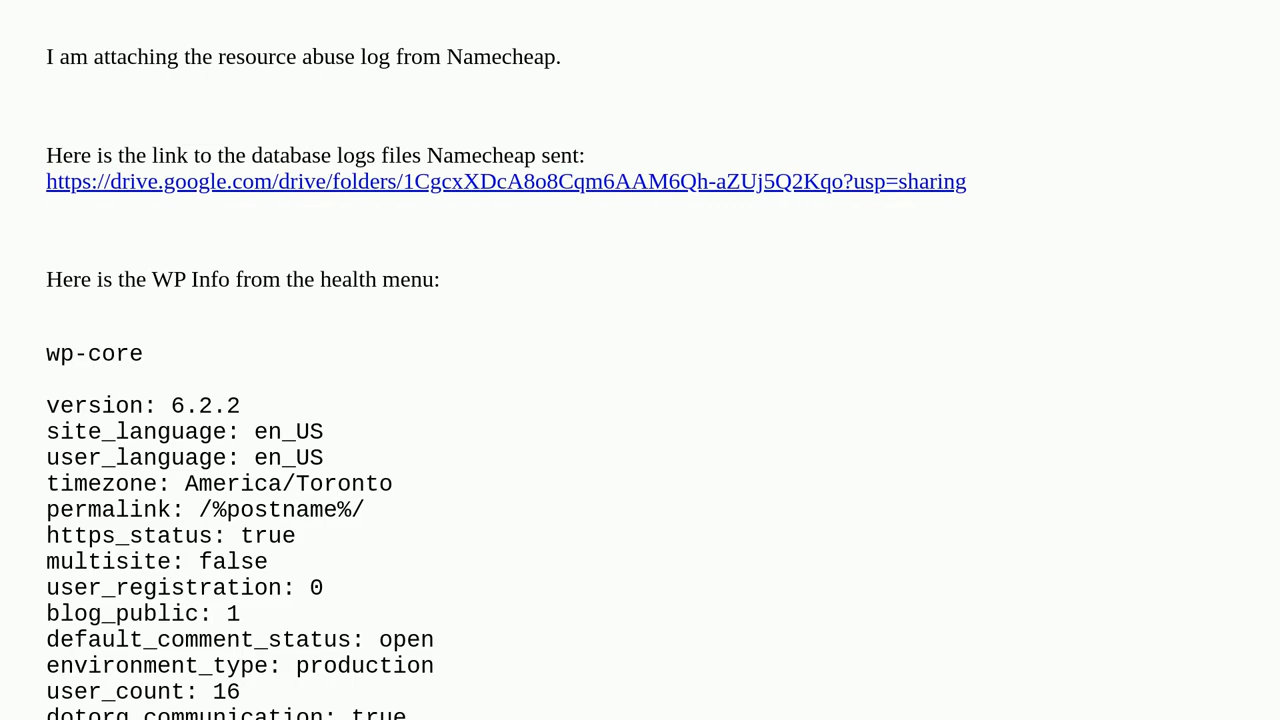 I am attaching the resource abuse log from Namecheap.
Here is the link to the database logs files Namecheap sent:
https://drive.google.com/drive/folders/1CgcxXDcA8o8Cqm6AAM6Qh-aZUj5Q2Kqo?usp=sharing
Here is the WP Info from the health menu:
wp-core
version: 6.2.2
site_language: en_US
user_language: en_US
timezone: America/Toronto
permalink: /%postname%/
https_status: true
multisite: false
user_registration: 0
blog_public: 1
default_comment_status: open
environment_type: production
user_count: 16
dotorg_communication: true